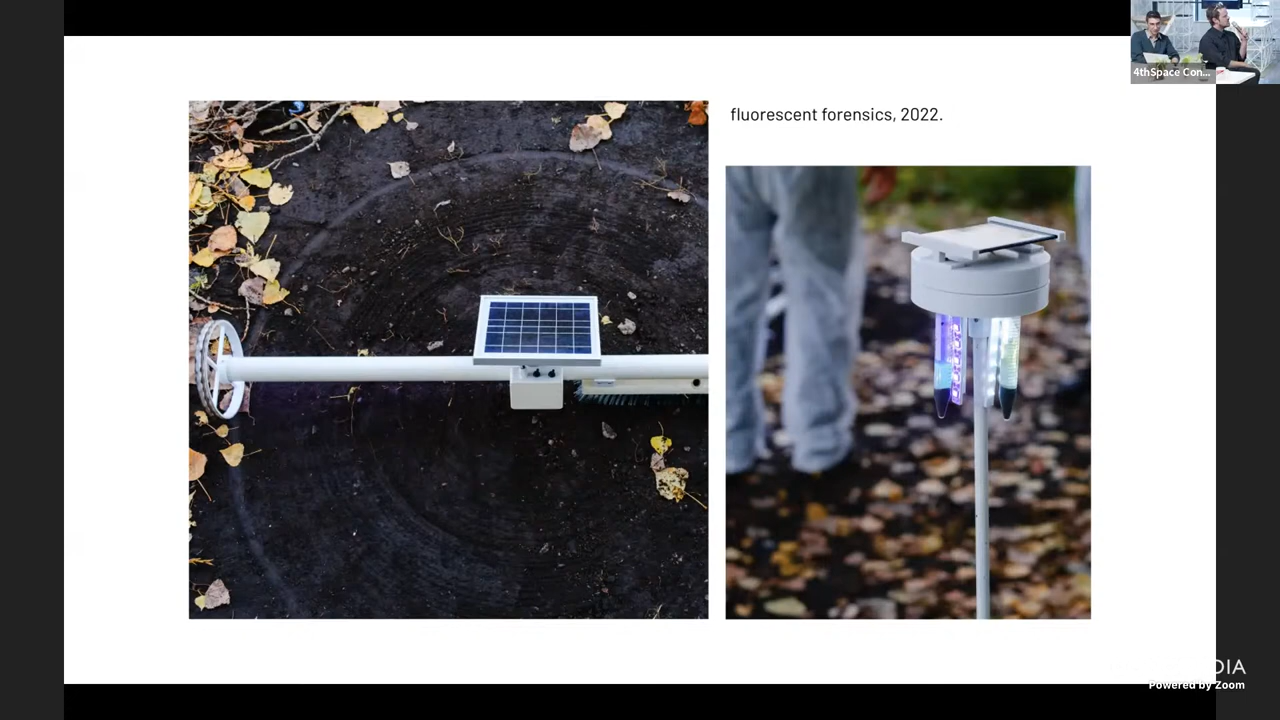 4thSpace Con...
fluorescent forensics, 2022.
DIA
Powered by Zoom